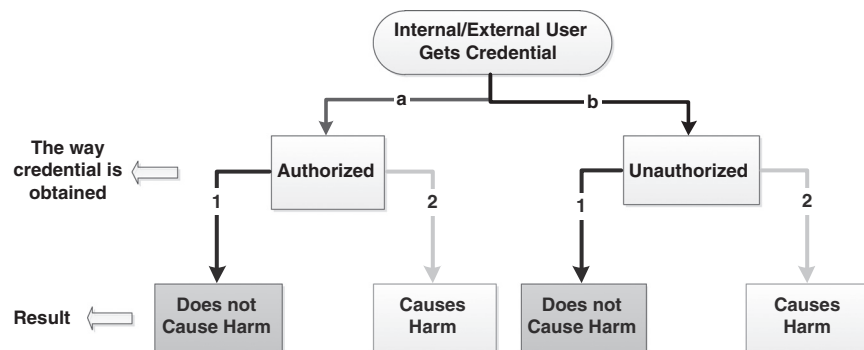 Internal/External User
Gets Credential
a
b
The way
credential is
obtained
Authorized
Unauthorized
1
2
1
2
Result
Does not
Cause Harm
Causes
Harm
Does not
Cause Harm
Causes
Harm